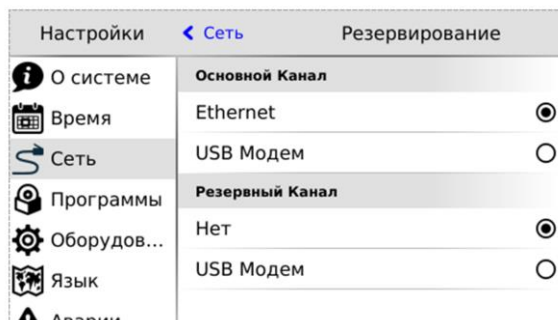 Настройки
Сеть
Резервирование
О системе
Время
Сеть
Программы
Оборудов...
Язык
Аварии
Основной Канал
Ethernet
USB Модем
Резервный Канал
Нет
USB Модем